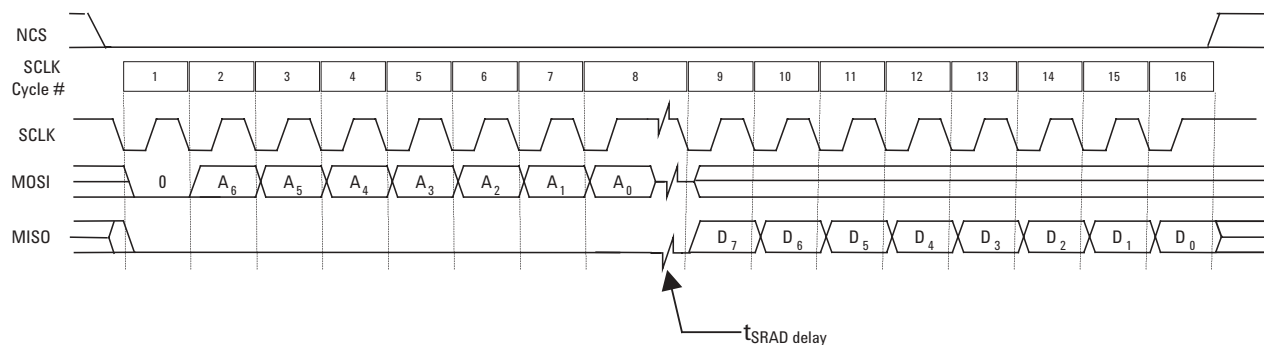 NCS
SCLK
Cycle #
1 2 3 4 5 6 7 8 9 10 11 12 13 14 15 16
SCLK
MOSI 0 A6 A5 A4 A3 A2 A1 A0
MISO D7 D6 D5 D4 D3 D2 D1 D0
tSRAD delay